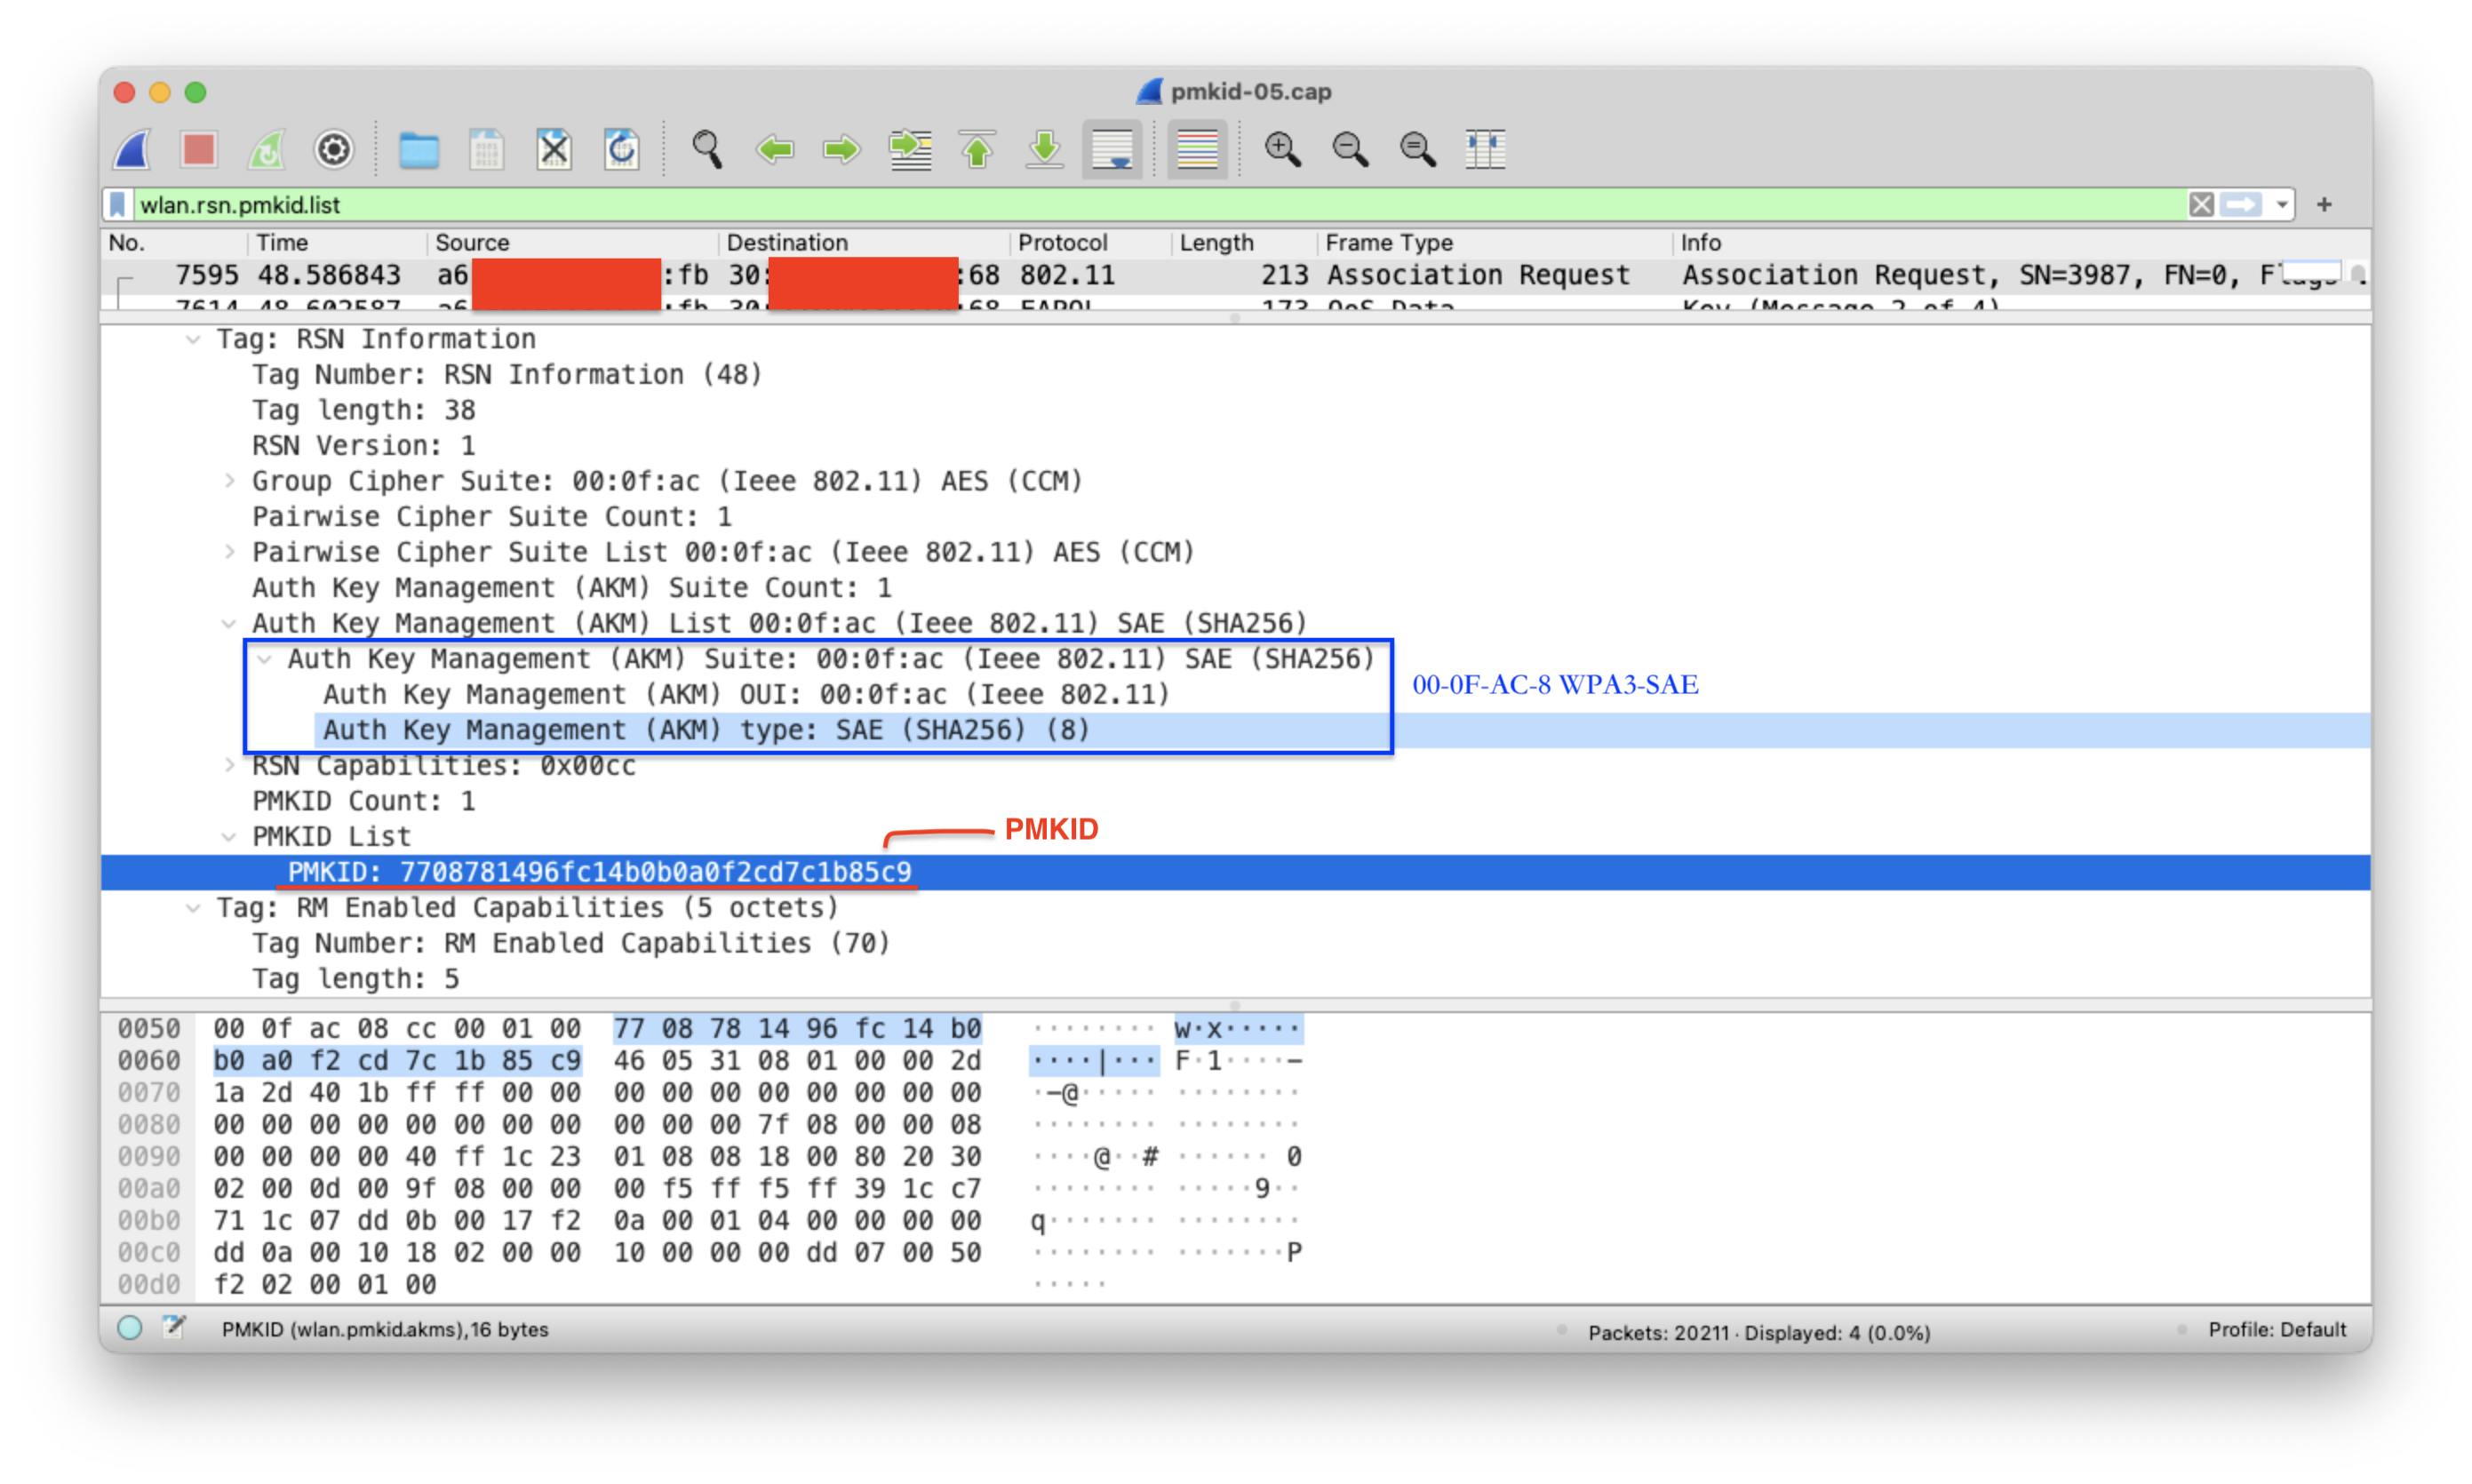 pmkid-05.cap
wlan.rsn.pmkid.list
No. Time Source Destination Protocol Length Frame Type Info
7595 48.586843 a6 :fb 30: :68 802.11 213 Association Request Association Request, SN=3987, FN=0, Flags
7614 48.602587 a6 :fb 30: :68 EAPOL 173 QoS Data Key (Message 2 of 4)
Tag: RSN Information
Tag Number: RSN Information (48)
Tag length: 38
RSN Version: 1
Group Cipher Suite: 00:0f:ac (Ieee 802.11) AES (CCM)
Pairwise Cipher Suite Count: 1
Pairwise Cipher Suite List 00:0f:ac (Ieee 802.11) AES (CCM)
Auth Key Management (AKM) Suite Count: 1
Auth Key Management (AKM) List 00:0f:ac (Ieee 802.11) SAE (SHA256)
Auth Key Management (AKM) Suite: 00:0f:ac (Ieee 802.11) SAE (SHA256)
Auth Key Management (AKM) OUI: 00:0f:ac (Ieee 802.11)
00-0F-AC-8 WPA3-SAE
Auth Key Management (AKM) type: SAE (SHA256) (8)
RSN Capabilities: 0x00cc
PMKID Count: 1
PMKID List
PMKID
PMKID: 7708781496fc14b0b0a0f2cd7c1b85c9
Tag: RM Enabled Capabilities (5 octets)
Tag Number: RM Enabled Capabilities (70)
Tag length: 5
0050 00 0f ac 08 cc 00 01 00 77 08 78 14 96 fc 14 b0 ········ w·x·····
0060 b0 a0 f2 cd 7c 1b 85 c9 46 05 31 08 01 00 00 2d ····|··· F·1····-
0070 1a 2d 40 1b ff ff 00 00 00 00 00 00 00 00 00 00 ·-@····· ········
0080 00 00 00 00 00 00 00 00 00 00 00 7f 08 00 00 08 ········ ········
0090 00 00 00 00 40 ff 1c 23 01 08 08 18 00 80 20 30 ····@··# ······ 0
00a0 02 00 0d 00 9f 08 00 00 00 f5 ff f5 ff 39 1c c7 ········ ·····9··
00b0 71 1c 07 dd 0b 00 17 f2 0a 00 01 04 00 00 00 00 q······· ········
00c0 dd 0a 00 10 18 02 00 00 10 00 00 00 dd 07 00 50 ········ ·······P
00d0 f2 02 00 01 00 ·····
PMKID (wlan.pmkid.akms), 16 bytes
Packets: 20211 · Displayed: 4 (0.0%)
Profile: Default